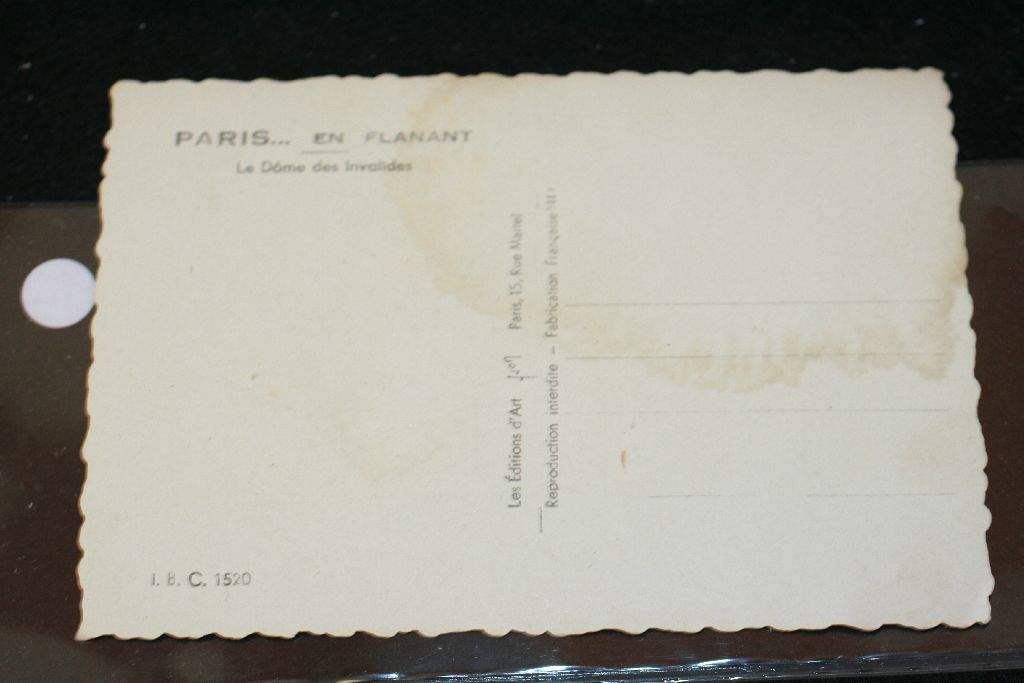 PARIS... EN FLANANT
Le Dôme des Invalides
Les Éditions d'Art Paris, 15, Rue Martel
Reproduction interdite – Fabrication Française
I. B. C. 1520